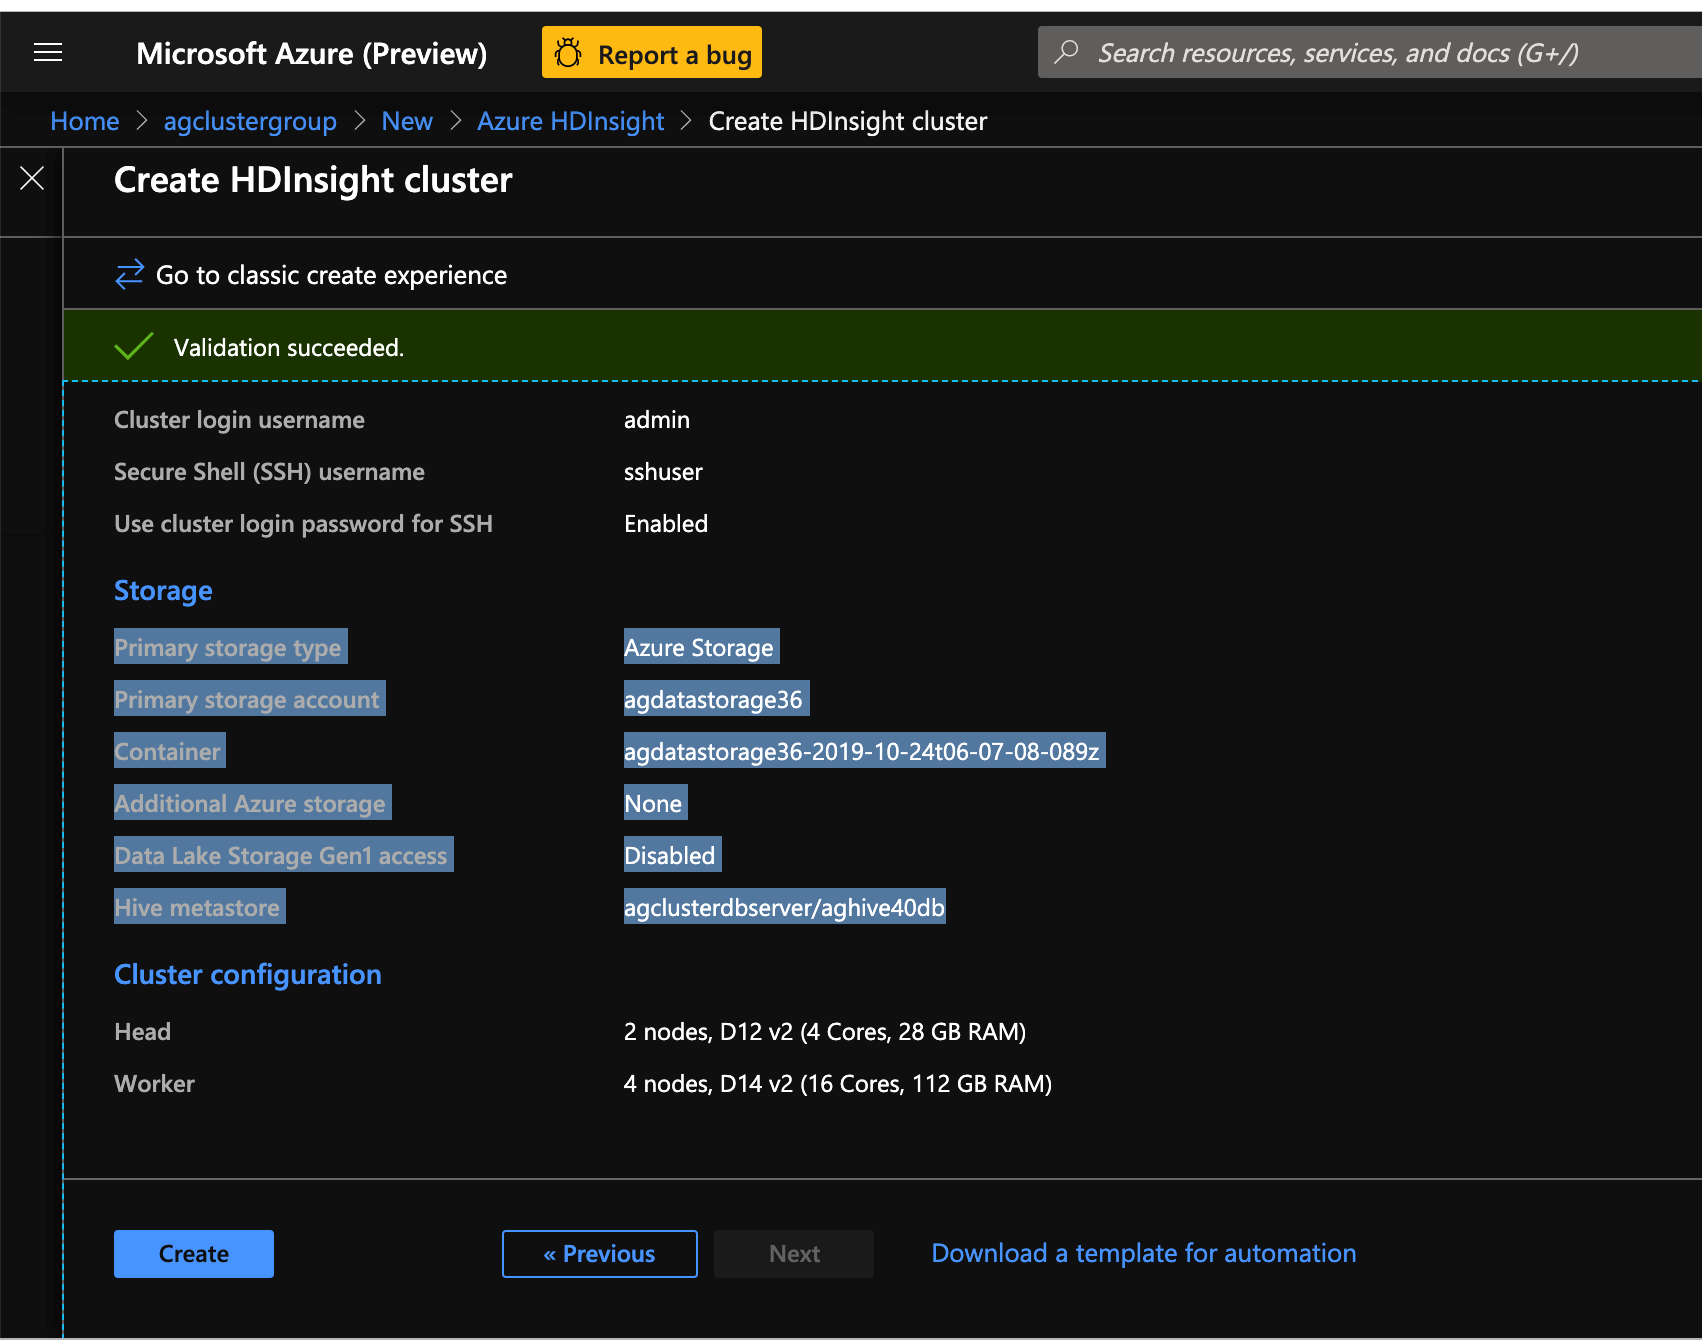 Microsoft Azure (Preview) Report a bug Search resources, services, and docs (G+/)
Home > agclustergroup > New > Azure HDInsight > Create HDInsight cluster
Create HDInsight cluster
Go to classic create experience
Validation succeeded.
Cluster login username admin
Secure Shell (SSH) username sshuser
Use cluster login password for SSH Enabled
Storage
Primary storage type Azure Storage
Primary storage account agdatastorage36
Container agdatastorage36-2019-10-24t06-07-08-089z
Additional Azure storage None
Data Lake Storage Gen1 access Disabled
Hive metastore agclusterdbserver/aghive40db
Cluster configuration
Head 2 nodes, D12 v2 (4 Cores, 28 GB RAM)
Worker 4 nodes, D14 v2 (16 Cores, 112 GB RAM)
Create « Previous Next Download a template for automation